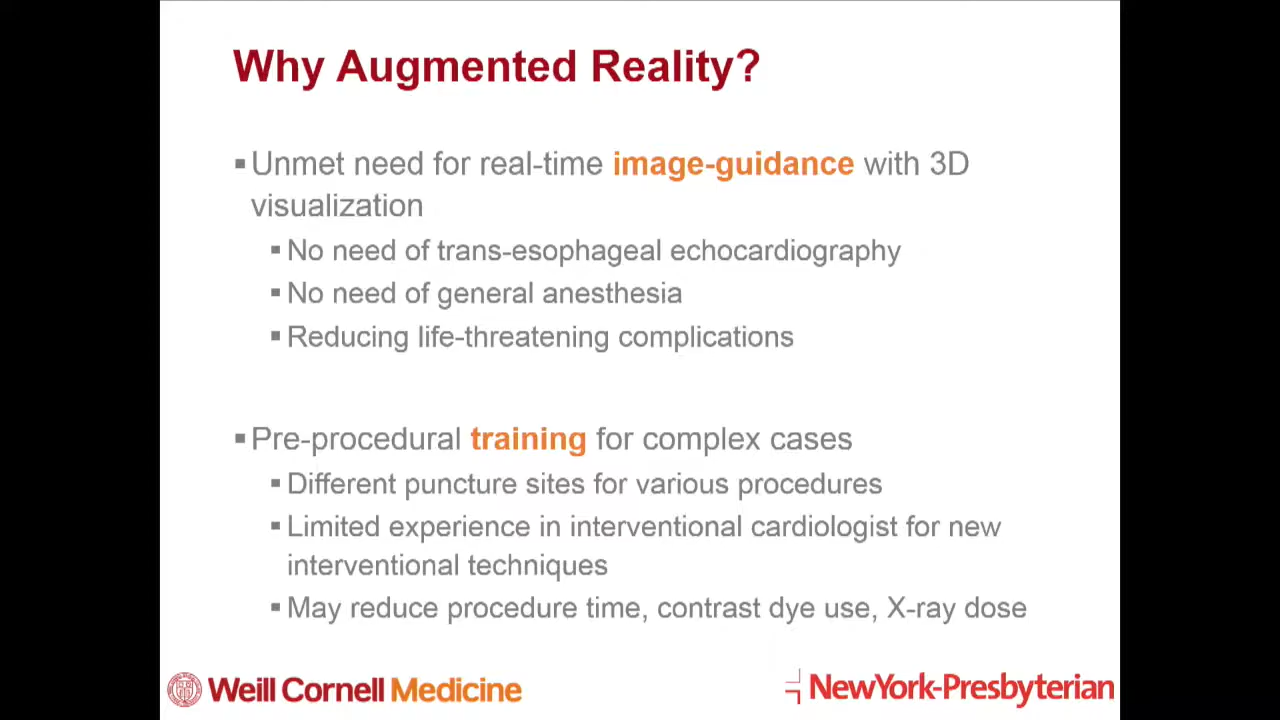 Why Augmented Reality?
▪Unmet need for real-time image-guidance with 3D
visualization
▪No need of trans-esophageal echocardiography
▪No need of general anesthesia
▪Reducing life-threatening complications
▪Pre-procedural training for complex cases
▪Different puncture sites for various procedures
▪Limited experience in interventional cardiologist for new
interventional techniques
▪May reduce procedure time, contrast dye use, X-ray dose
Weill Cornell Medicine
NewYork-Presbyterian